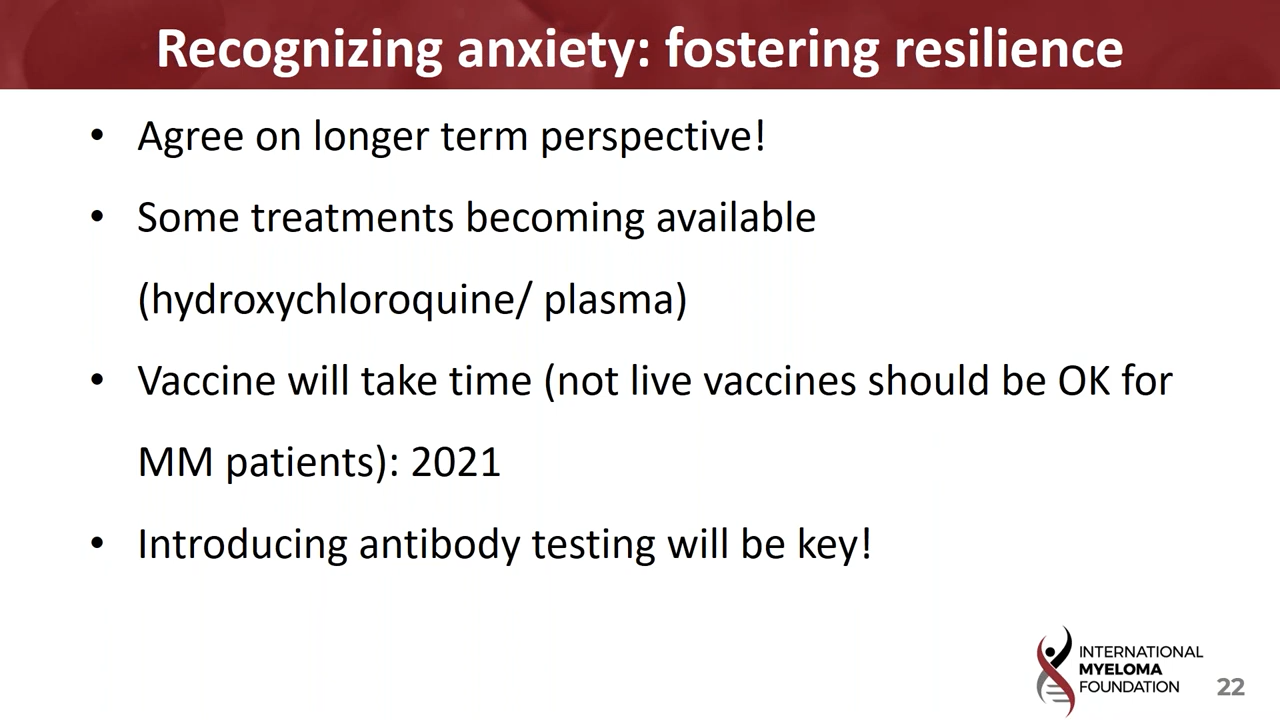 Recognizing anxiety: fostering resilience
• Agree on longer term perspective!
• Some treatments becoming available
(hydroxychloroquine/ plasma)
• Vaccine will take time (not live vaccines should be OK for
MM patients): 2021
• Introducing antibody testing will be key!
INTERNATIONAL
MYELOMA
FOUNDATION
22